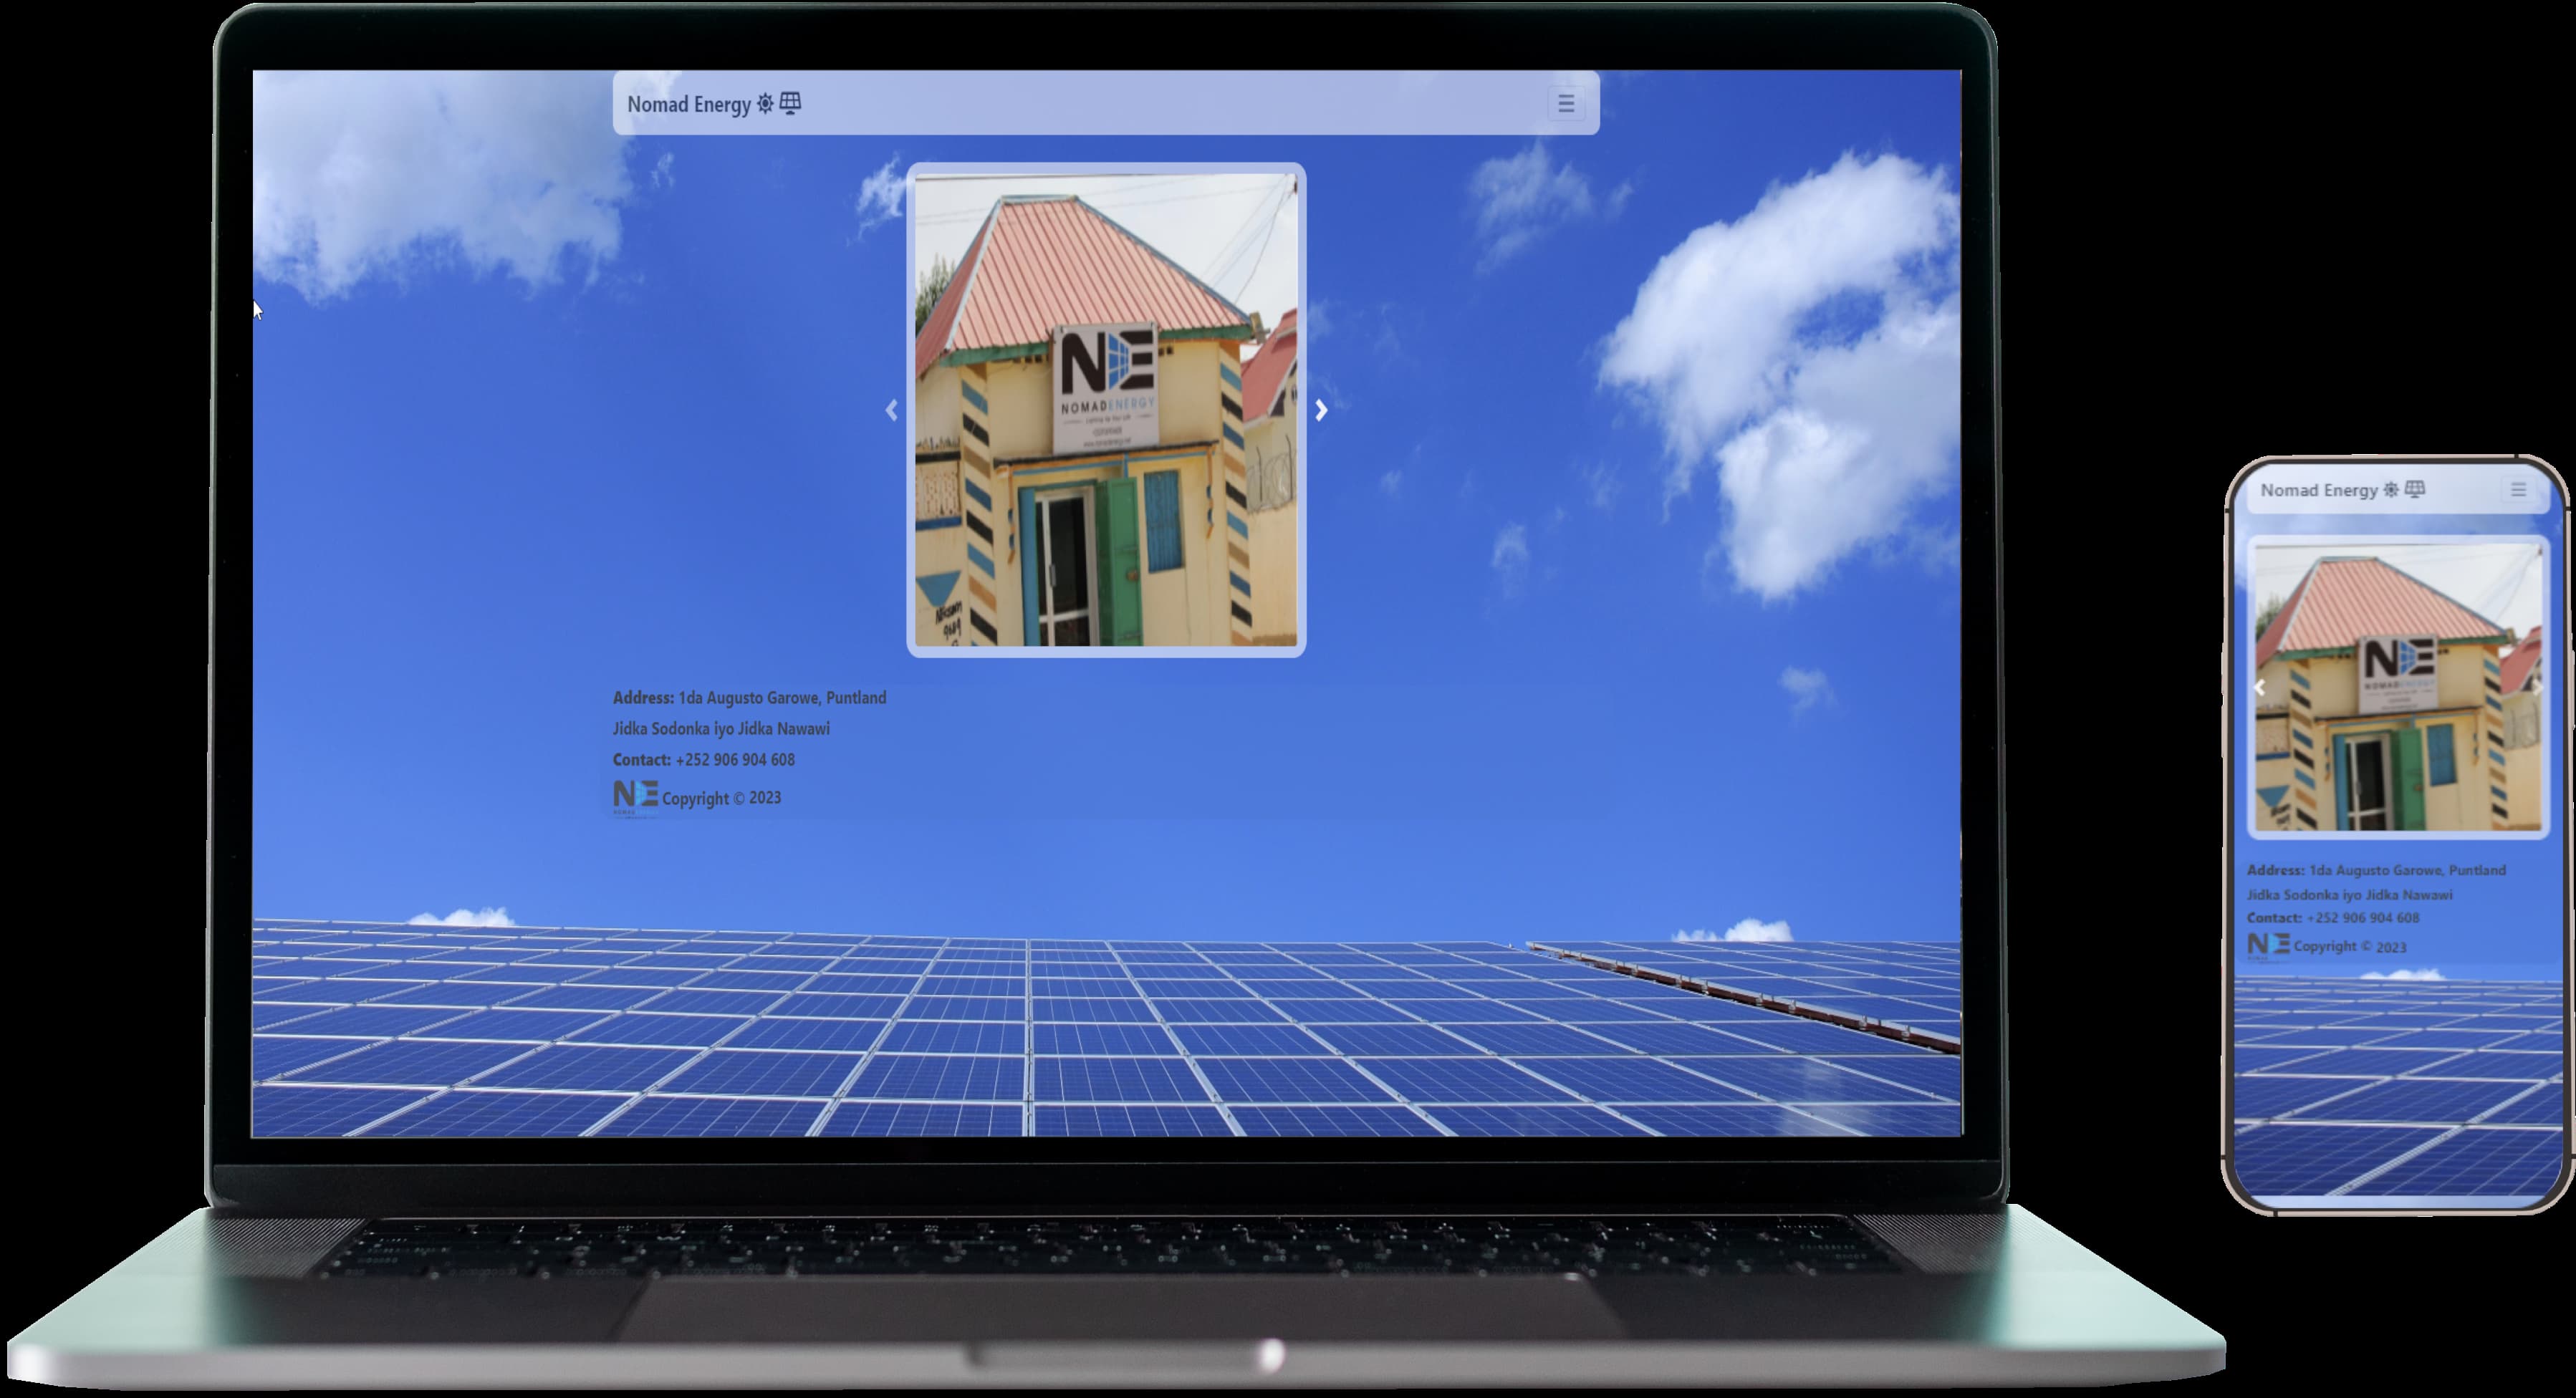 Nomad Energy
NE
NOMADENERGY
Address: 1da Augusto Garowe, Puntland
Jidka Sodonka iyo Jidka Nawawi
Contact: +252 906 904 608
NE Copyright © 2023
Nomad Energy
NE
NOMADENERGY
Address: 1da Augusto Garowe, Puntland
Jidka Sodonka iyo Jidka Nawawi
Contact: +252 906 904 608
NE Copyright © 2023